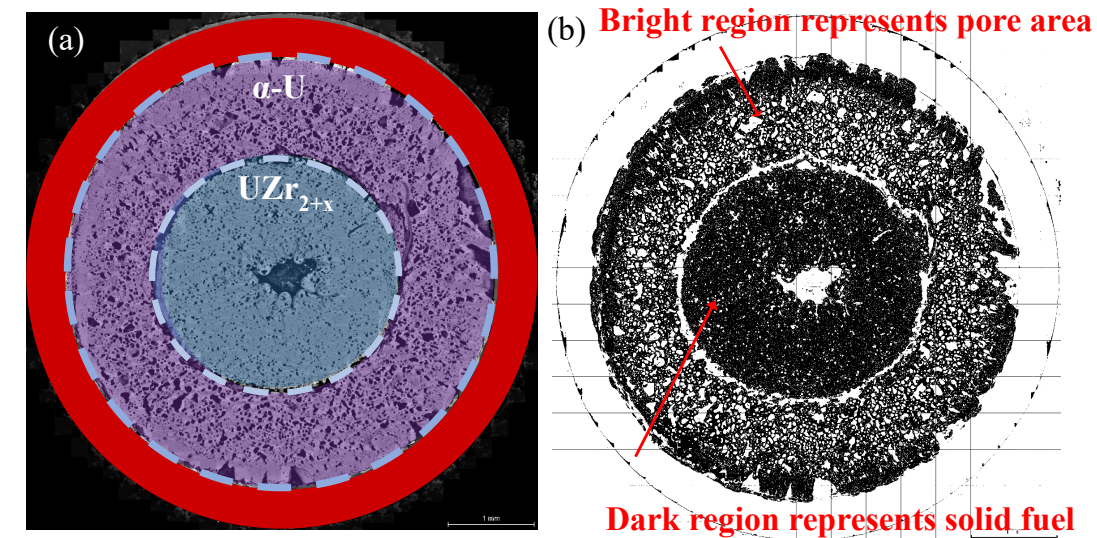 (a)
α-U
UZr2+x
1 mm
(b)
Bright region represents pore area
Dark region represents solid fuel